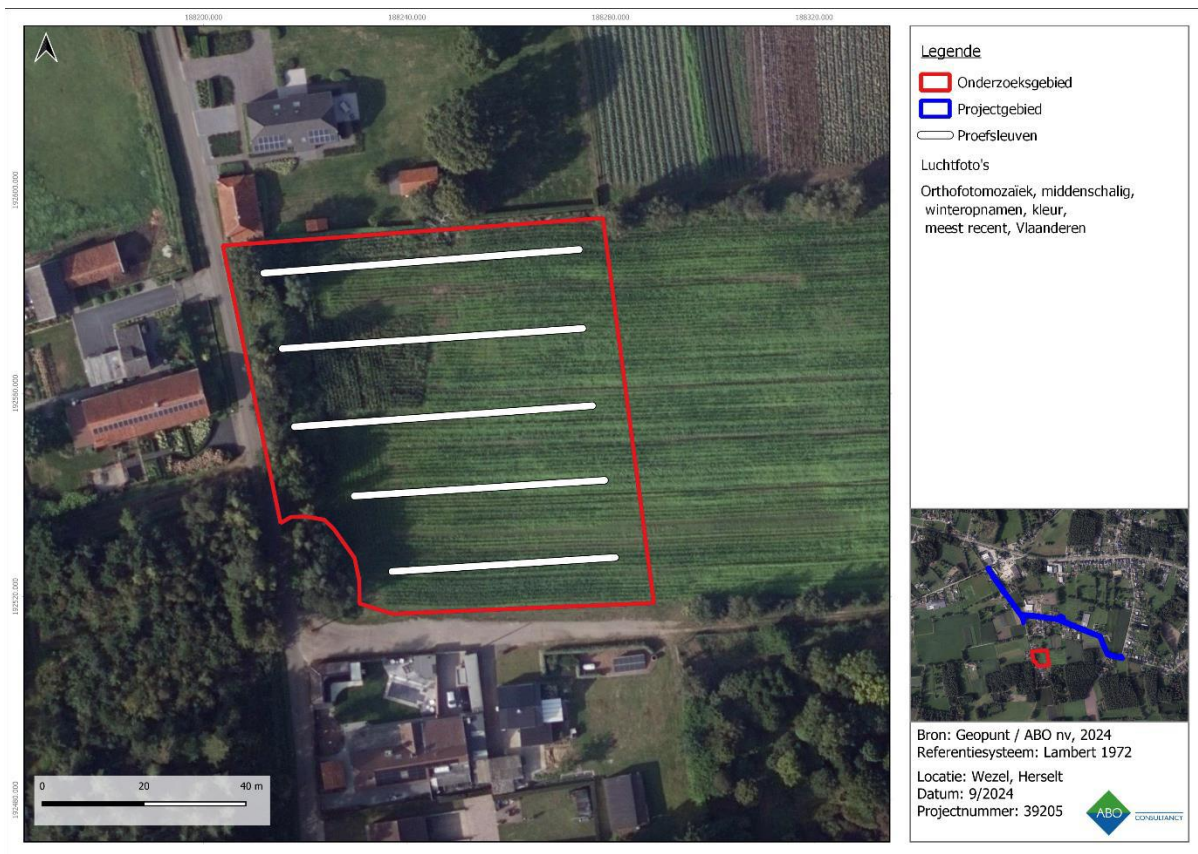 188200.000
188240.000
188280.000
188320.000
192600.000
192560.000
192520.000
192480.000
0 20 40 m
Legende
Onderzoeksgebied
Projectgebied
Proefsleuven
Luchtfoto's
Orthofotomozaïek, middenschalig,
winteropnamen, kleur,
meest recent, Vlaanderen
Bron: Geopunt / ABO nv, 2024
Referentiesysteem: Lambert 1972
Locatie: Wezel, Herselt
Datum: 9/2024
Projectnummer: 39205
ABO
CONSULTANCY